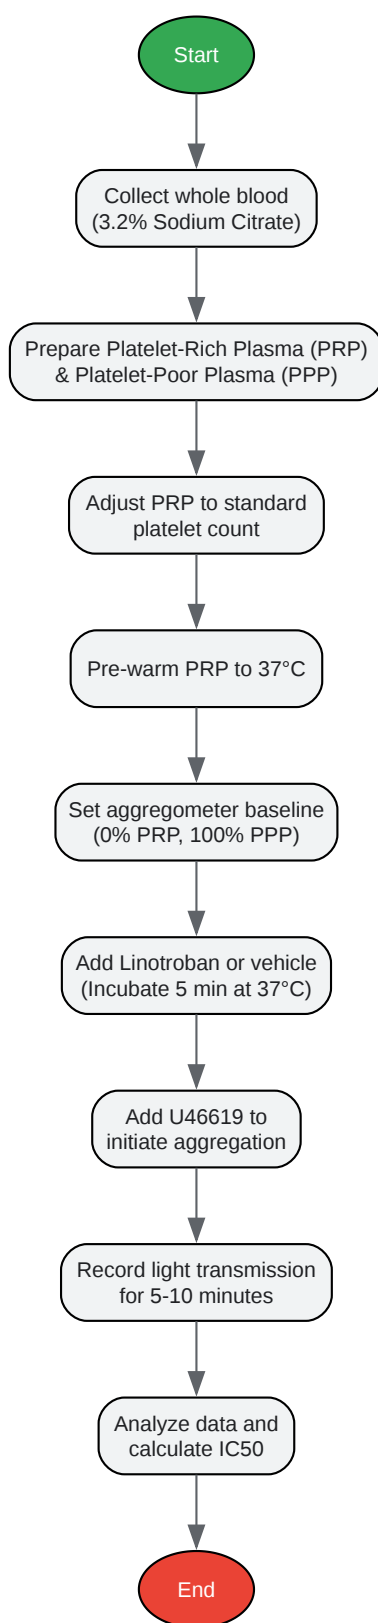 Start
Collect whole blood
(3.2% Sodium Citrate)
Prepare Platelet-Rich Plasma (PRP)
& Platelet-Poor Plasma (PPP)
Adjust PRP to standard
platelet count
Pre-warm PRP to 37°C
Set aggregometer baseline
(0% PRP, 100% PPP)
Add Linotroban or vehicle
(Incubate 5 min at 37°C)
Add U46619 to
initiate aggregation
Record light transmission
for 5-10 minutes
Analyze data and
calculate IC50
End